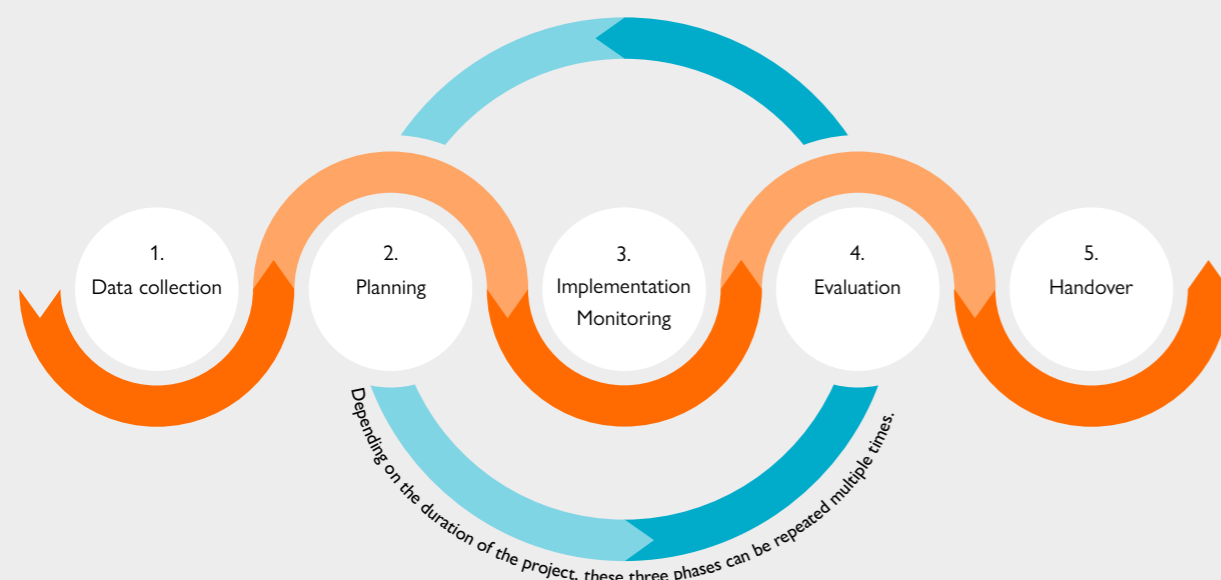 1.
Data collection
2.
Planning
3.
Implementation
Monitoring
4.
Evaluation
5.
Handover
Depending on the duration of the project, these three phases can be repeated multiple times.